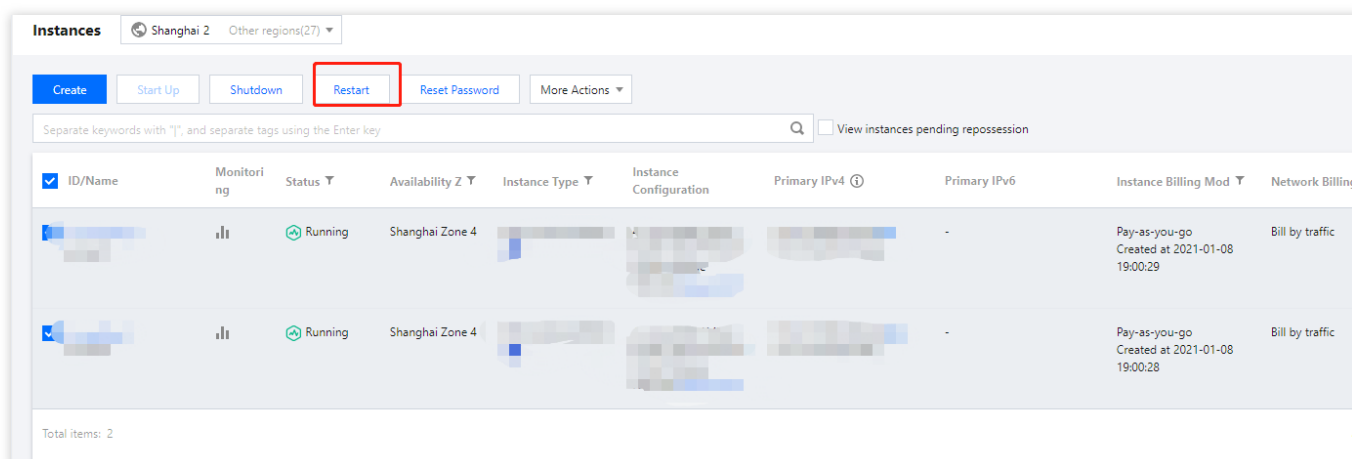 Instances Shanghai 2 Other regions(27)
Create Start Up Shutdown Restart Reset Password More Actions
Separate keywords with "|", and separate tags using the Enter key View instances pending repossession
ID/Name Monitori
ng Status Availability Z Instance Type Instance
Configuration Primary IPv4 Primary IPv6 Instance Billing Mod Network Billing
Running Shanghai Zone 4 - Pay-as-you-go Bill by traffic
Created at 2021-01-08
19:00:29
Running Shanghai Zone 4 - Pay-as-you-go Bill by traffic
Created at 2021-01-08
19:00:28
Total items: 2